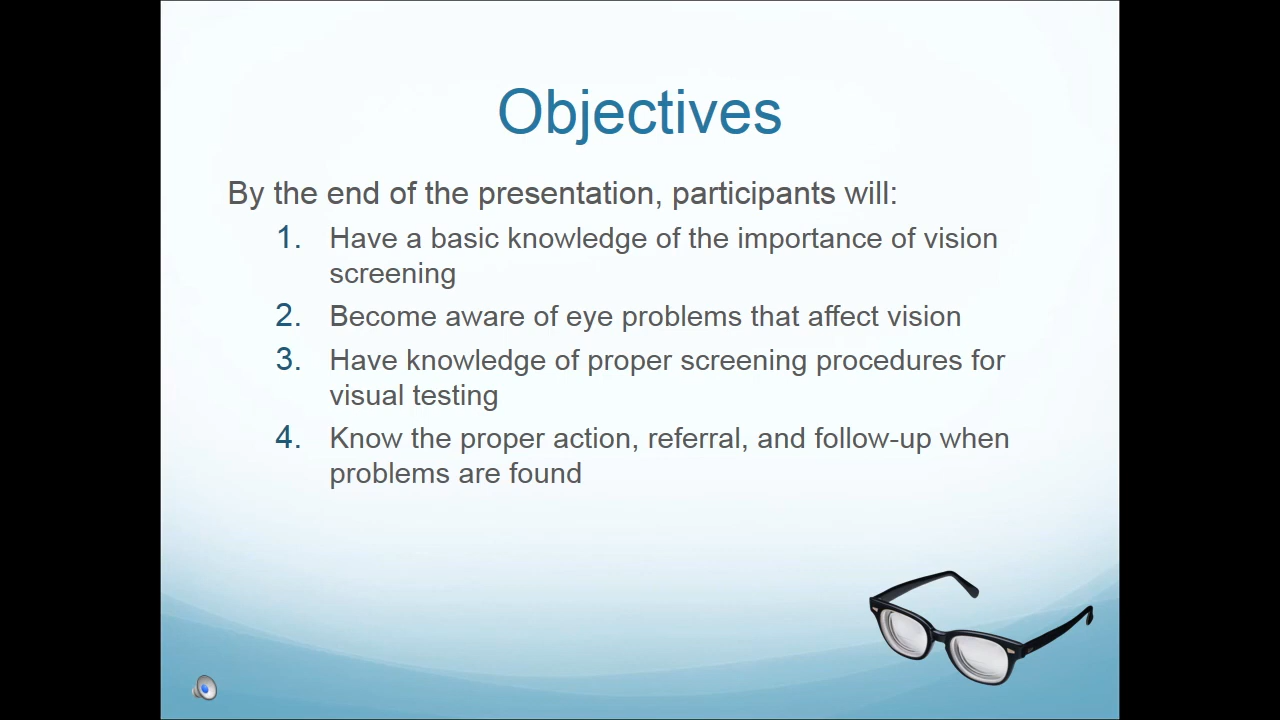 Objectives
By the end of the presentation, participants will:
1. Have a basic knowledge of the importance of vision
screening
2. Become aware of eye problems that affect vision
3. Have knowledge of proper screening procedures for
visual testing
4. Know the proper action, referral, and follow-up when
problems are found